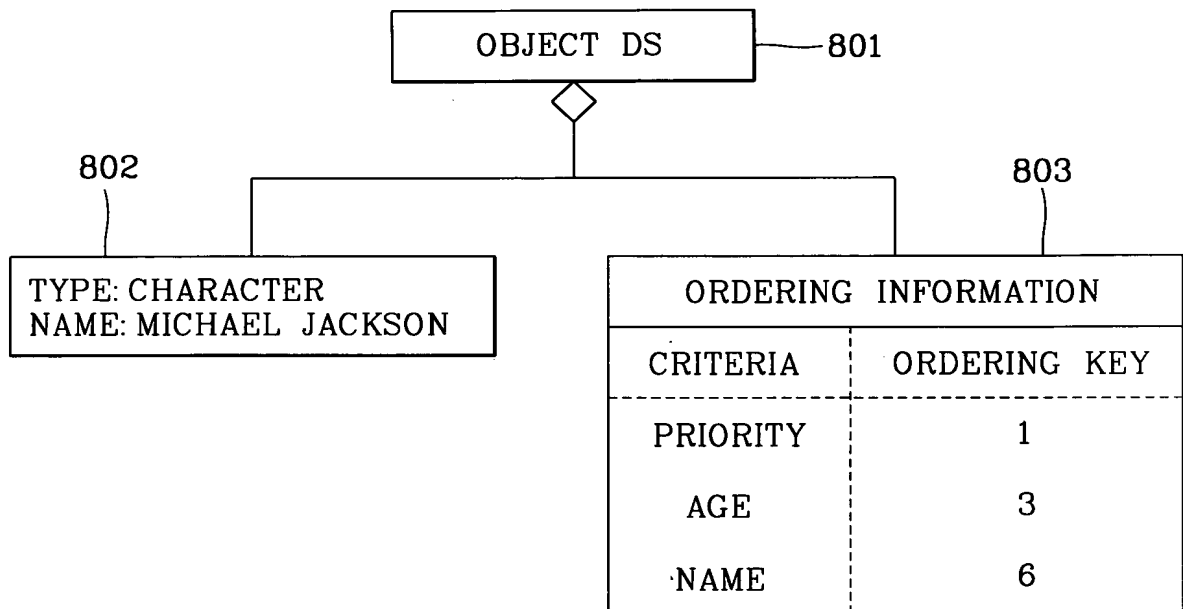 OBJECT DS
801
802
803
TYPE: CHARACTER
NAME: MICHAEL JACKSON
ORDERING INFORMATION
CRITERIA ORDERING KEY
PRIORITY 1
AGE 3
NAME 6